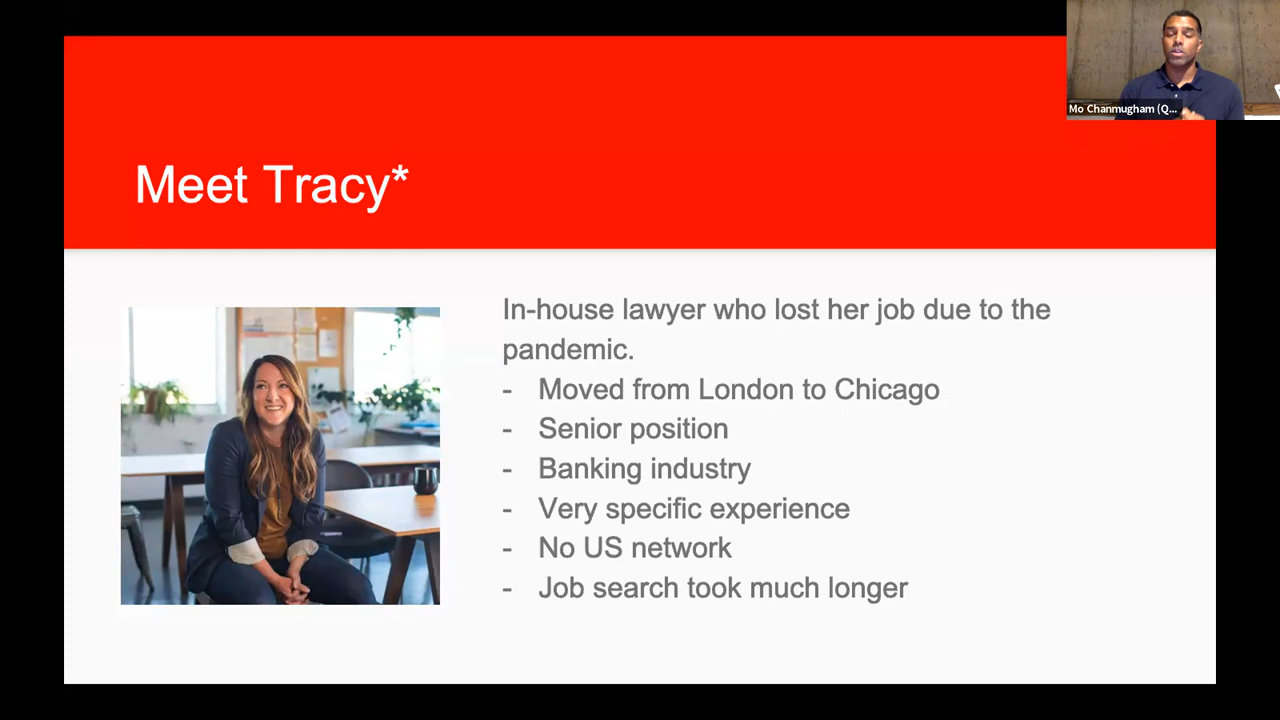 Mo Chanmugham (Q...
Meet Tracy*
In-house lawyer who lost her job due to the
pandemic.
- Moved from London to Chicago
- Senior position
- Banking industry
- Very specific experience
- No US network
- Job search took much longer